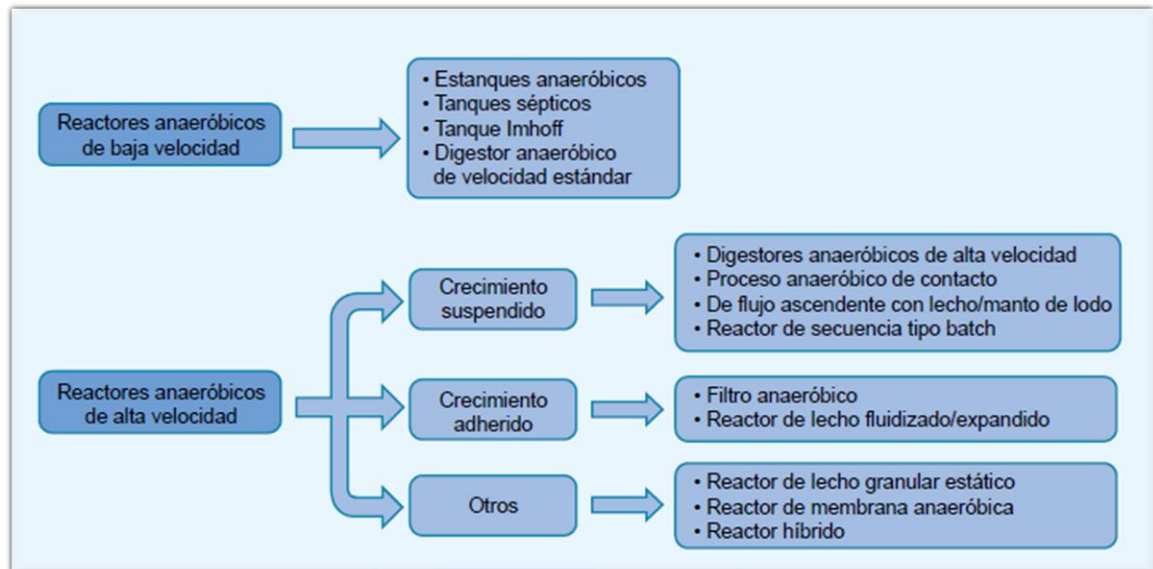 Reactores anaeróbicos
de baja velocidad
• Estanques anaeróbicos
• Tanques sépticos
• Tanque Imhoff
• Digestor anaeróbico
de velocidad estándar
Reactores anaeróbicos
de alta velocidad
Crecimiento
suspendido
• Digestores anaeróbicos de alta velocidad
• Proceso anaeróbico de contacto
• De flujo ascendente con lecho/manto de lodo
• Reactor de secuencia tipo batch
Crecimiento
adherido
• Filtro anaeróbico
• Reactor de lecho fluidizado/expandido
Otros
• Reactor de lecho granular estático
• Reactor de membrana anaeróbica
• Reactor híbrido